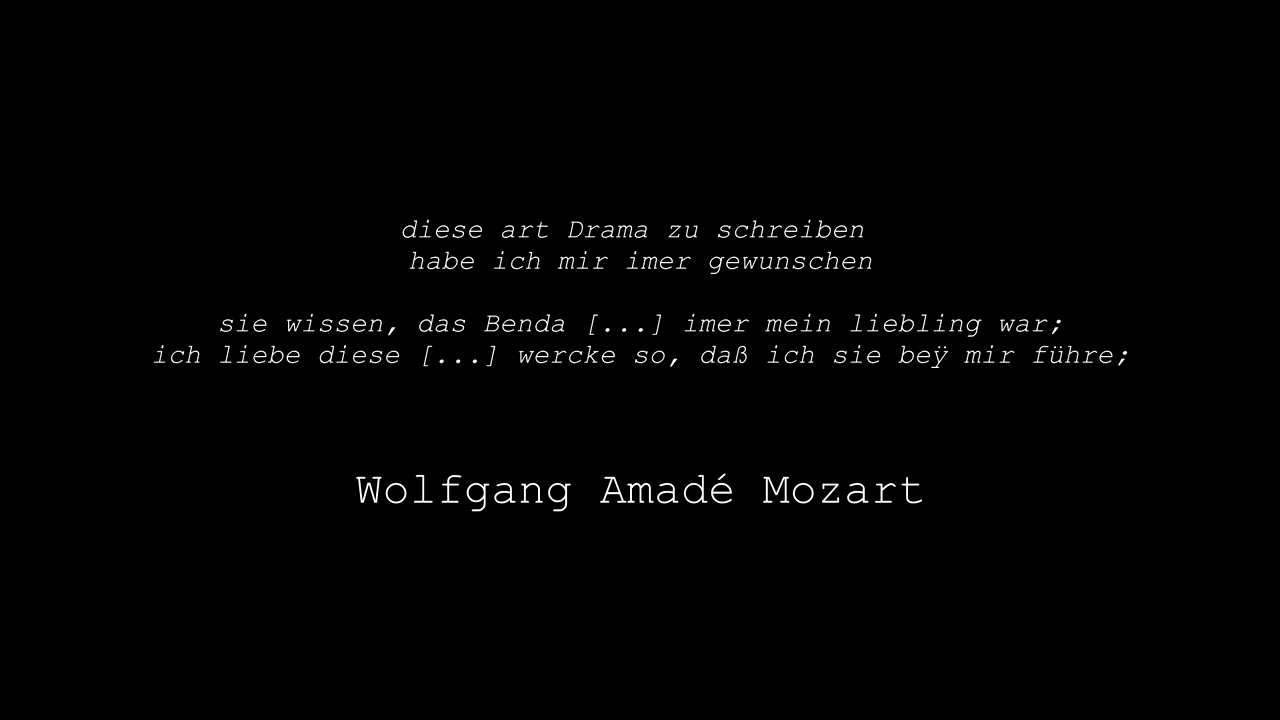 diese art Drama zu schreiben
habe ich mir imer gewunschen
sie wissen, das Benda [...] imer mein liebling war;
ich liebe diese [...] wercke so, daß ich sie beÿ mir führe;
Wolfgang Amadé Mozart